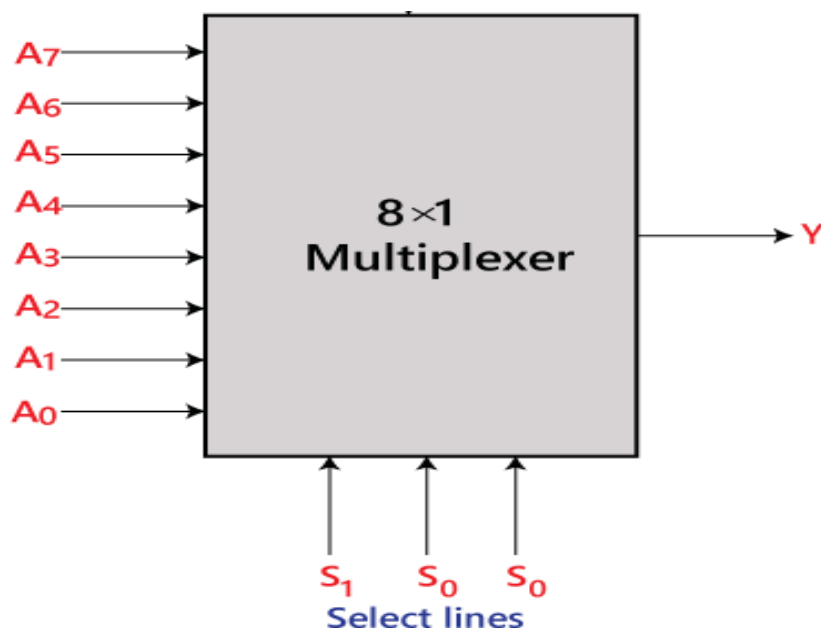 A7
A6
A5
A4
A3
A2
A1
A0
8×1
Multiplexer
Y
S1 S0 S0
Select lines